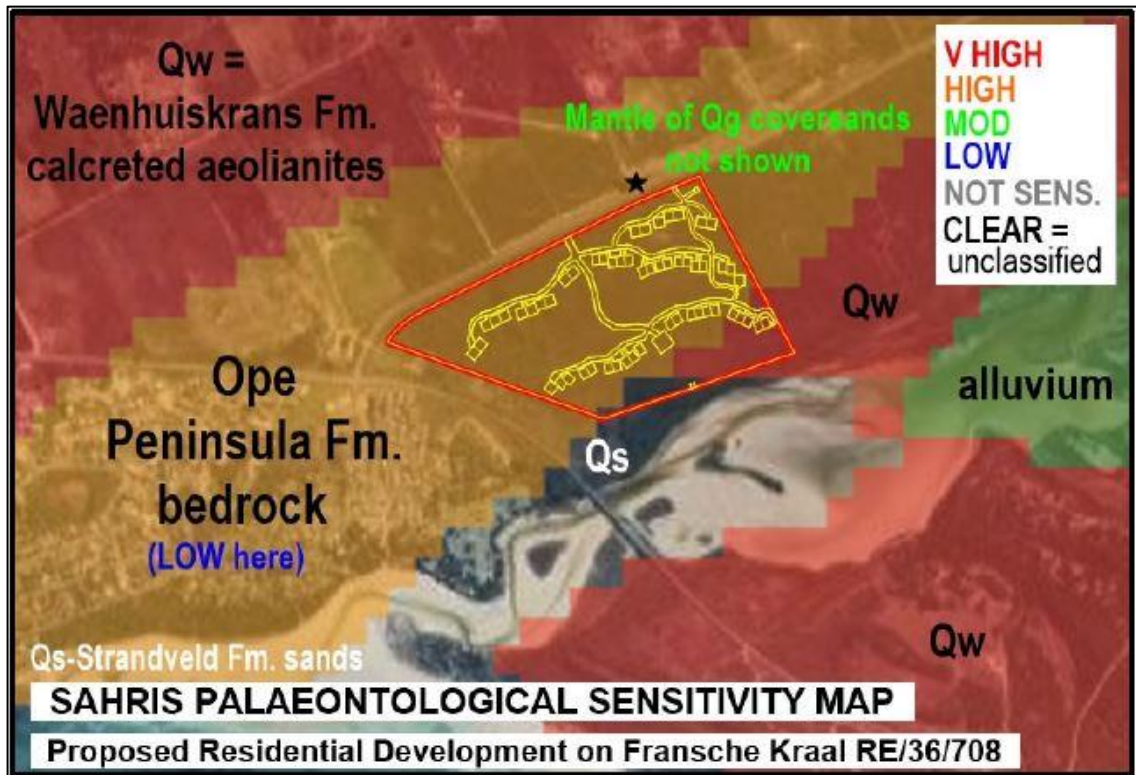 Qw =
Waenhuiskrans Fm.
calcreted aeolianites
Mantle of Qg coversands
not shown
V HIGH
HIGH
MOD
LOW
NOT SENS.
CLEAR =
unclassified
Qw
alluvium
Ope
Peninsula Fm.
bedrock
(LOW here)
Qs
Qw
Qs-Strandveld Fm. sands
SAHRIS PALAEONTOLOGICAL SENSITIVITY MAP
Proposed Residential Development on Fransche Kraal RE/36/708